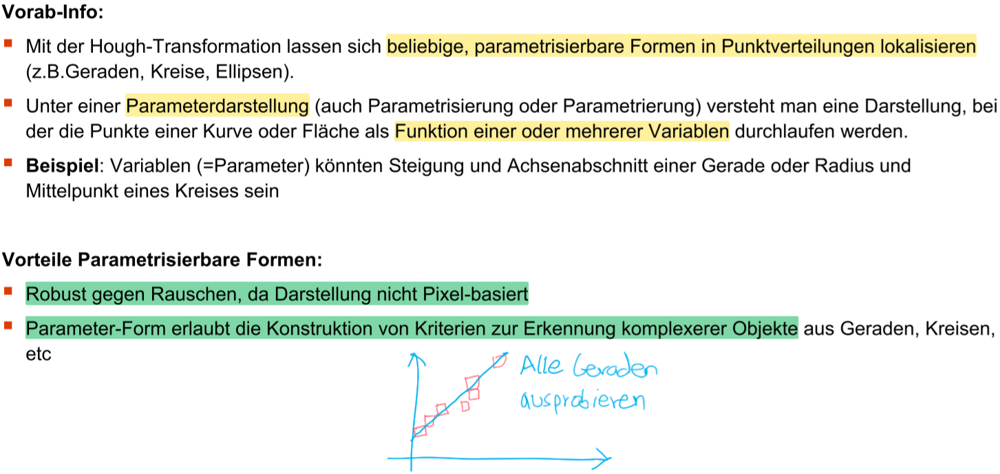 Vorab-Info:
Mit der Hough-Transformation lassen sich beliebige, parametrisierbare Formen in Punktverteilungen lokalisieren
(z.B.Geraden, Kreise, Ellipsen).
Unter einer Parameterdarstellung (auch Parametrisierung oder Parametrierung) versteht man eine Darstellung, bei
der die Punkte einer Kurve oder Fläche als Funktion einer oder mehrerer Variablen durchlaufen werden.
Beispiel: Variablen (=Parameter) könnten Steigung und Achsenabschnitt einer Gerade oder Radius und
Mittelpunkt eines Kreises sein
Vorteile Parametrisierbare Formen:
Robust gegen Rauschen, da Darstellung nicht Pixel-basiert
Parameter-Form erlaubt die Konstruktion von Kriterien zur Erkennung komplexerer Objekte aus Geraden, Kreisen,
etc
Alle Geraden
ausprobieren